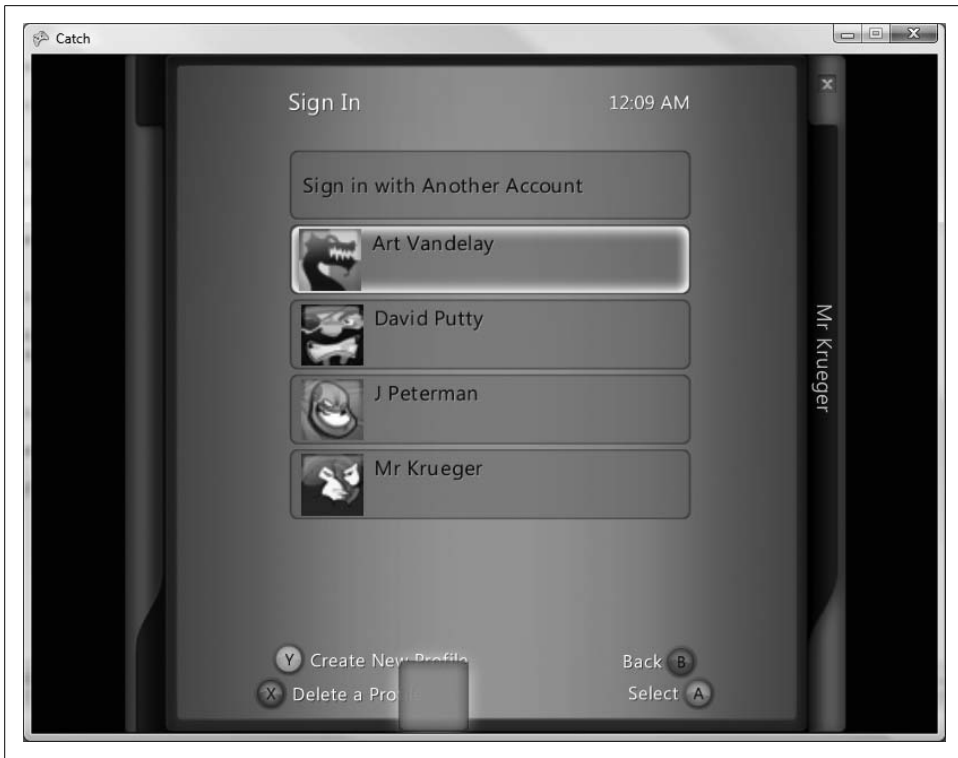 Catch
Sign In 12:09 AM
Sign in with Another Account
Art Vandelay
David Putty
J Peterman
Mr Krueger
Mr Krueger
Y Create New Profile Back B
X Delete a Select A